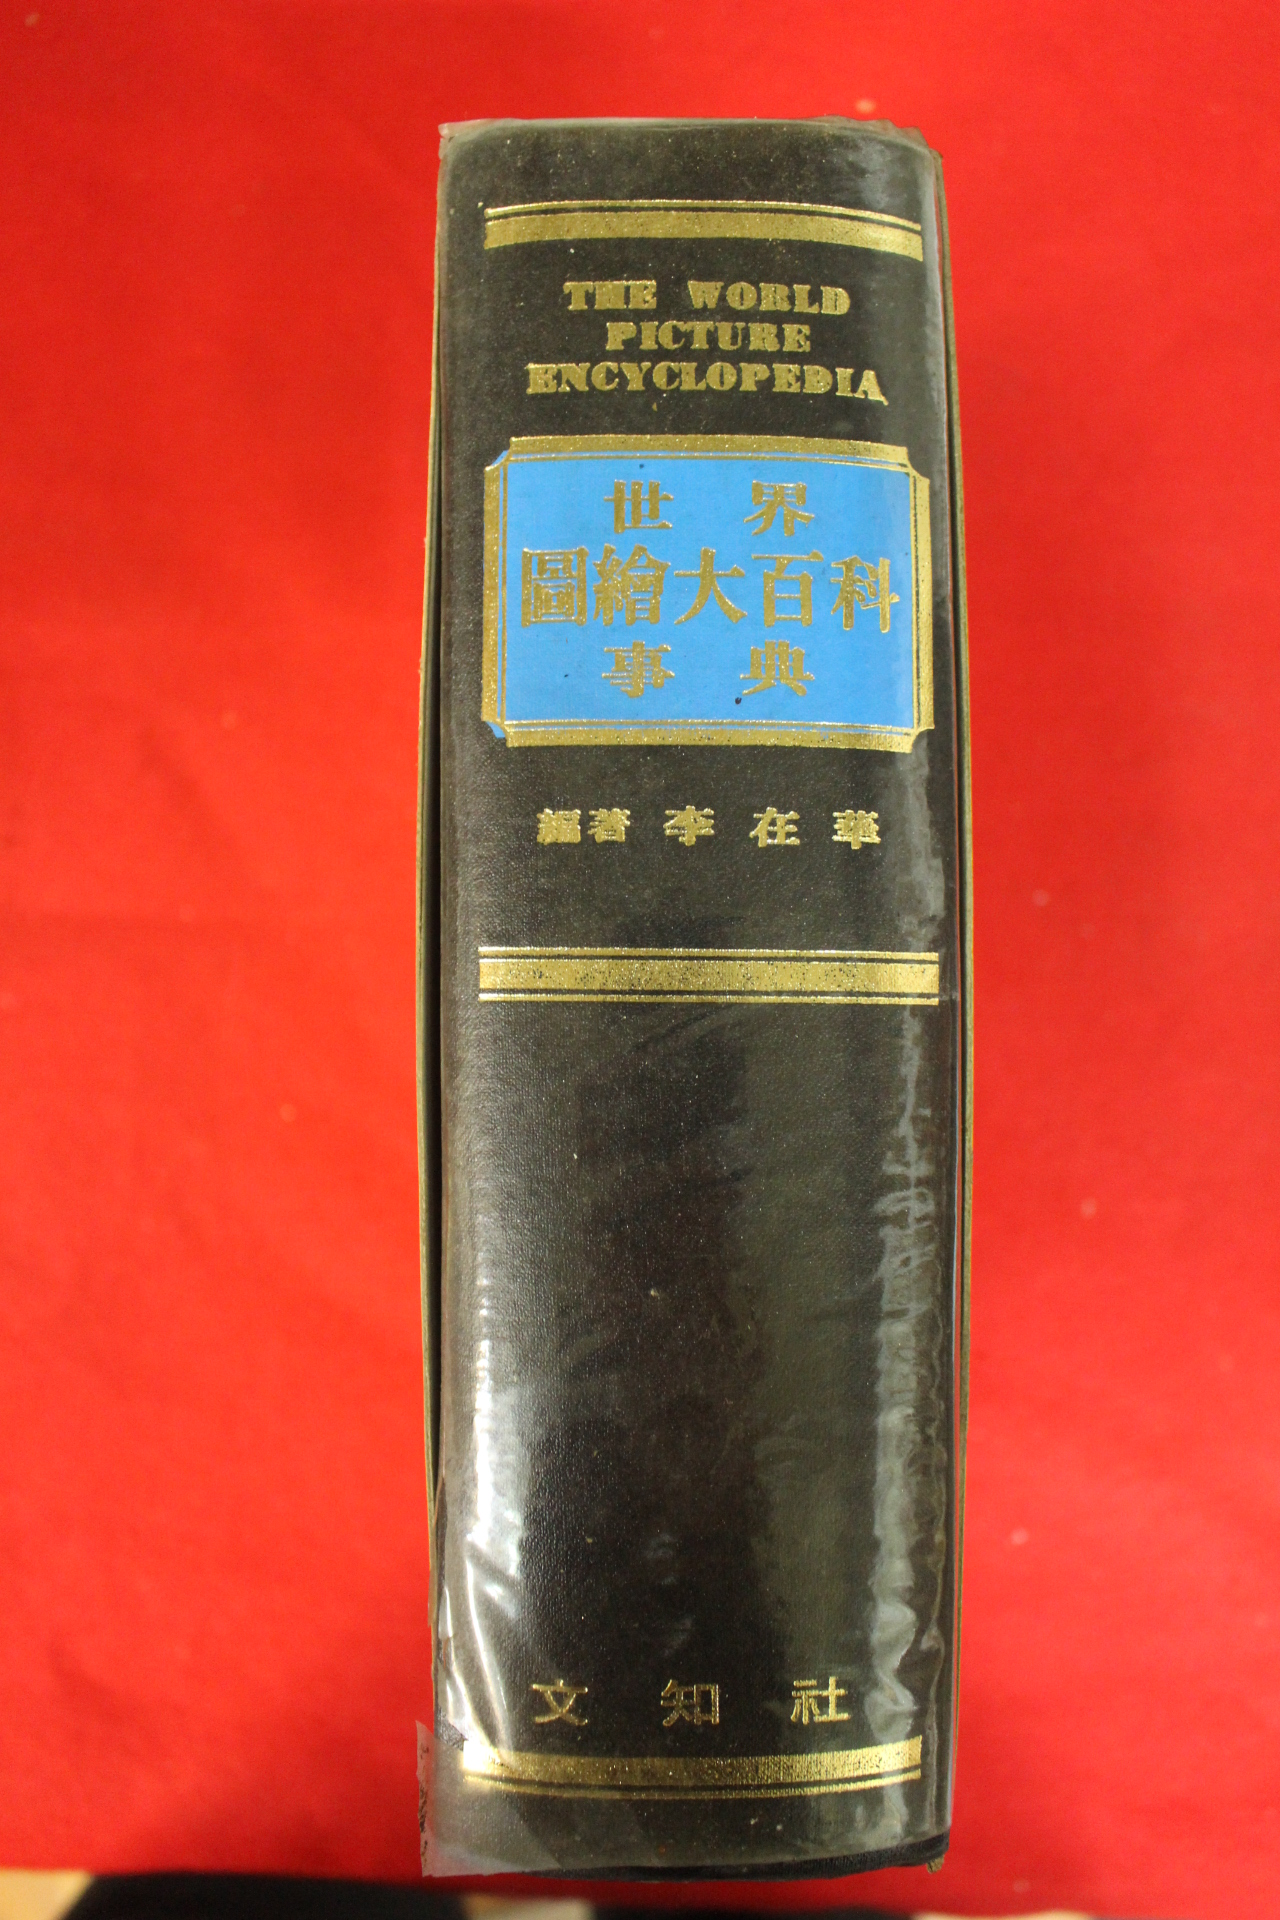 THE WORLD
PICTURE
ENCYCLOPEDIA
世界
圖繪大百科
事典
編著 李在華
文知社